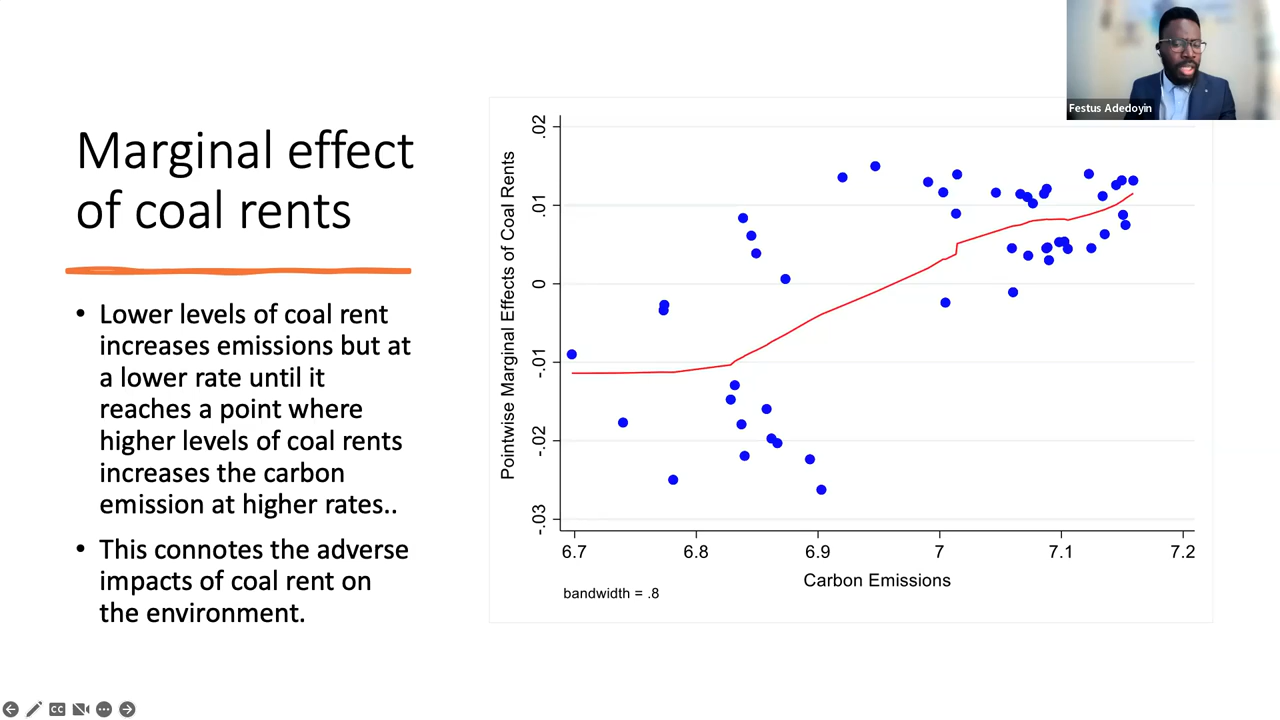 Marginal effect
of coal rents
• Lower levels of coal rent
increases emissions but at
a lower rate until it
reaches a point where
higher levels of coal rents
increases the carbon
emission at higher rates..
• This connotes the adverse
impacts of coal rent on
the environment.
Pointwise Marginal Effects of Coal Rents
.02
.01
0
-.01
-.02
-.03
6.7 6.8 6.9 7 7.1 7.2
Carbon Emissions
bandwidth = .8
Festus Adedoyin
CC